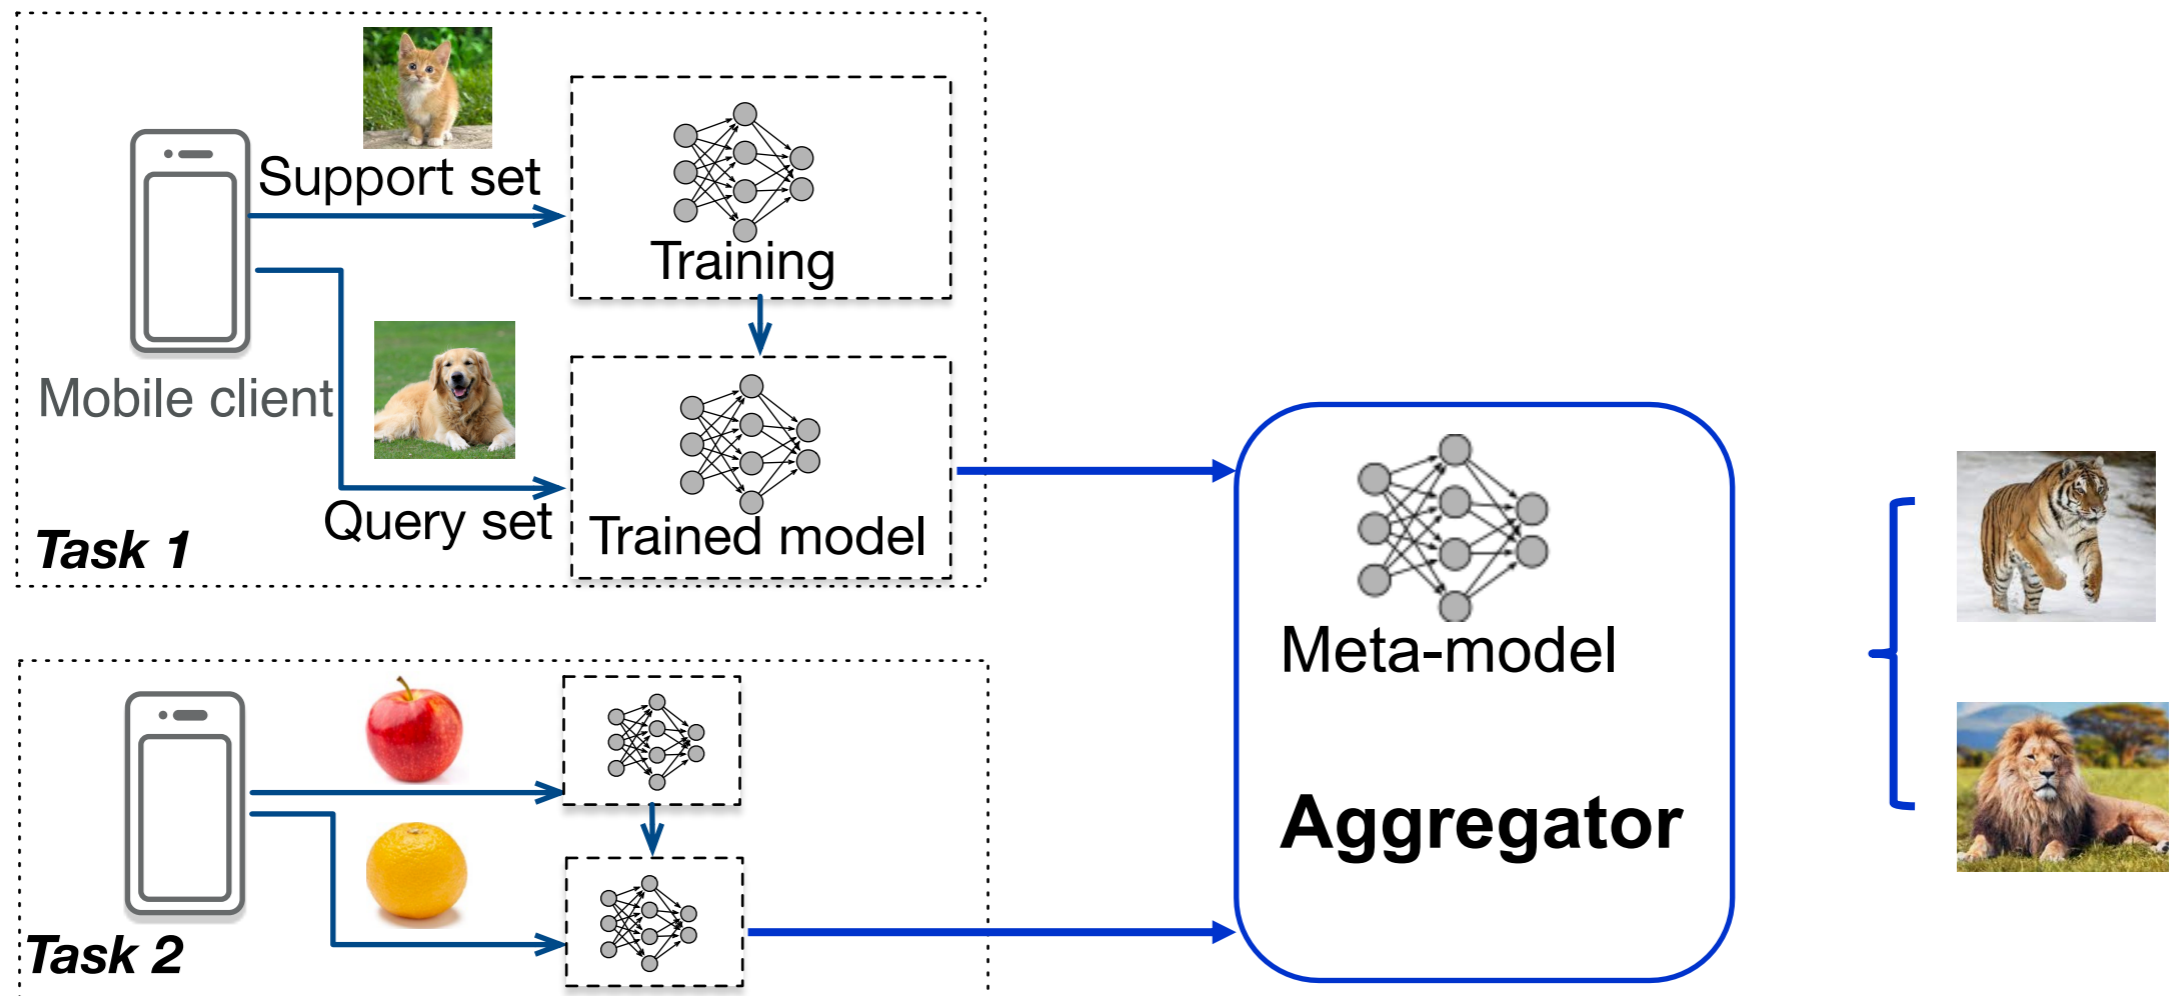 Support set
Training
Mobile client
Query set
Trained model
Task 1
Meta-model
Aggregator
Task 2